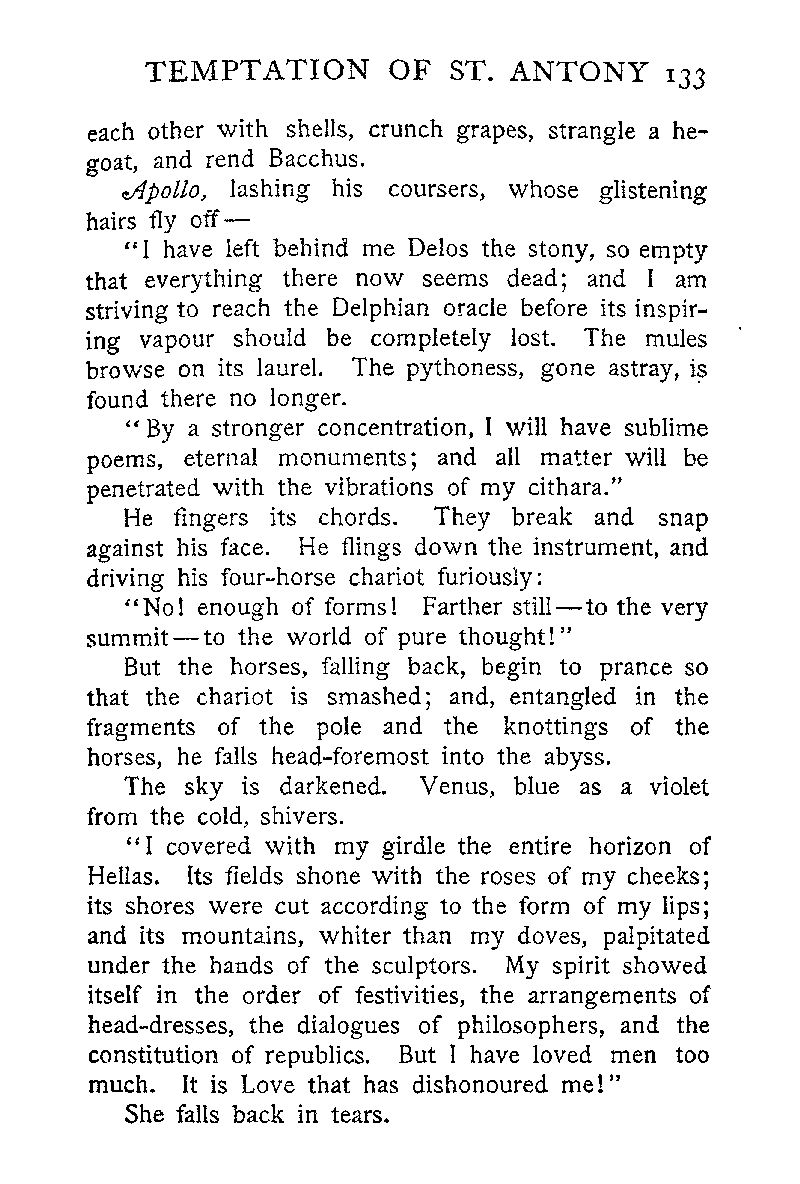 TEMPTATION OF ST. ANTONY 133
each other with shells, crunch grapes, strangle a he-
goat, and rend Bacchus.
Apollo, lashing his coursers, whose glistening
hairs fly off—
"I have left behind me Delos the stony, so empty
that everything there now seems dead; and I am
striving to reach the Delphian oracle before its inspir-
ing vapour should be completely lost. The mules
browse on its laurel. The pythoness, gone astray, is
found there no longer.
"By a stronger concentration, I will have sublime
poems, eternal monuments; and all matter will be
penetrated with the vibrations of my cithara."
He fingers its chords. They break and snap
against his face. He flings down the instrument, and
driving his four-horse chariot furiously:
"No! enough of forms! Farther still—to the very
summit—to the world of pure thought!"
But the horses, falling back, begin to prance so
that the chariot is smashed; and, entangled in the
fragments of the pole and the knottings of the
horses, he falls head-foremost into the abyss.
The sky is darkened. Venus, blue as a violet
from the cold, shivers.
"I covered with my girdle the entire horizon of
Hellas. Its fields shone with the roses of my cheeks;
its shores were cut according to the form of my lips;
and its mountains, whiter than my doves, palpitated
under the hands of the sculptors. My spirit showed
itself in the order of festivities, the arrangements of
head-dresses, the dialogues of philosophers, and the
constitution of republics. But I have loved men too
much. It is Love that has dishonoured me!"
She falls back in tears.